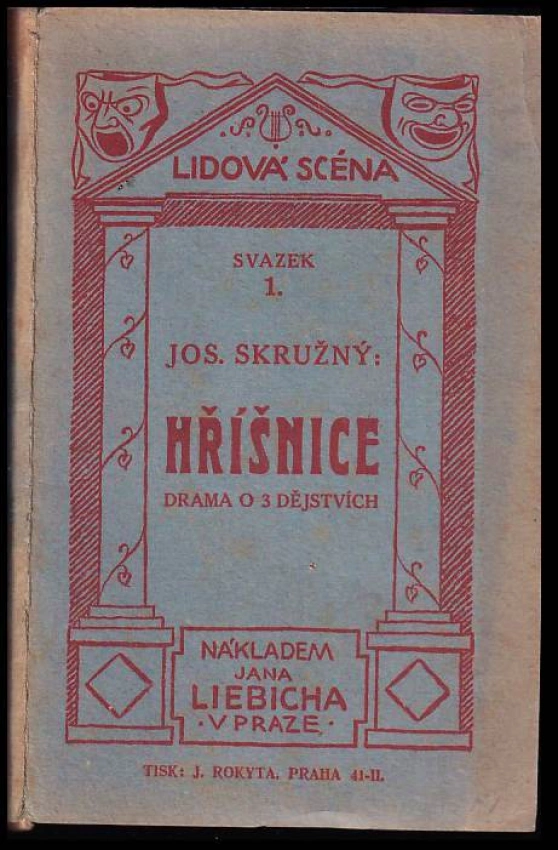 LIDOVÁ SCÉNA
SVAZEK
1.
JOS. SKRUŽNÝ:
HŘÍŠNICE
DRAMA O 3 DĚJSTVÍCH
NÁKLADEM
JANA
LIEBICHA
· V PRAZE ·
TISK: J. ROKYTA, PRAHA 41-II.